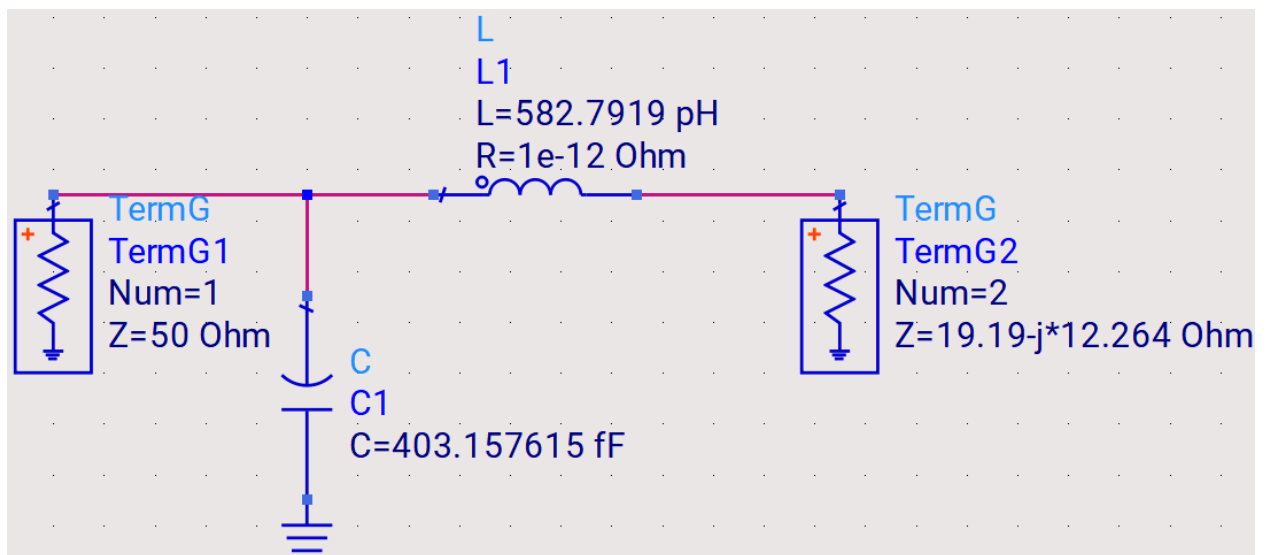 L
L1
L=582.7919 pH
R=1e-12 Ohm
+
TermG
TermG1
Num=1
Z=50 Ohm
C
C1
C=403.157615 fF
+
TermG
TermG2
Num=2
Z=19.19-j*12.264 Ohm